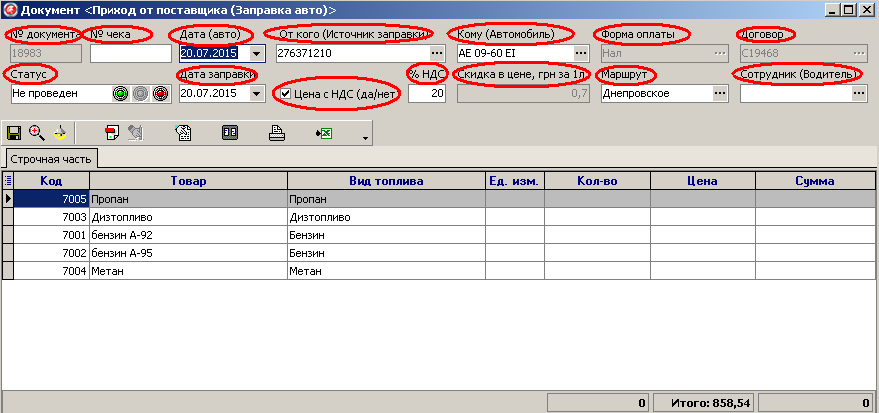 Документ <Приход от поставщика (Заправка авто)>
№ документа № чека Дата (авто) От кого (Источник заправки) Кому (Автомобиль) Форма оплаты Договор
18983 20.07.2015 276371210 ... АЕ 09-60 EI ... Нал ... С19468 ...
Статус Дата заправки Цена с НДС (да/нет) % НДС Скидка в цене, грн за 1л Маршрут Сотрудник (Водитель)
Не проведен 20.07.2015 20 0,7 Днепровское ... ...
Строчная часть
Код Товар Вид топлива Ед. изм. Кол-во Цена Сумма
7005 Пропан Пропан
7003 Дизтопливо Дизтопливо
7001 бензин А-92 Бензин
7002 бензин А-95 Бензин
7004 Метан Метан
0 Итого: 858,54 0